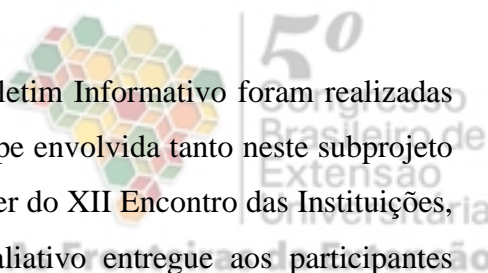 5º
Congresso
letim Informativo foram realizadas
Brasileiro de
pe envolvida tanto neste subprojeto
Extensão
er do XII Encontro das Instituições,
Universitária
aliativo entregue aos participantes